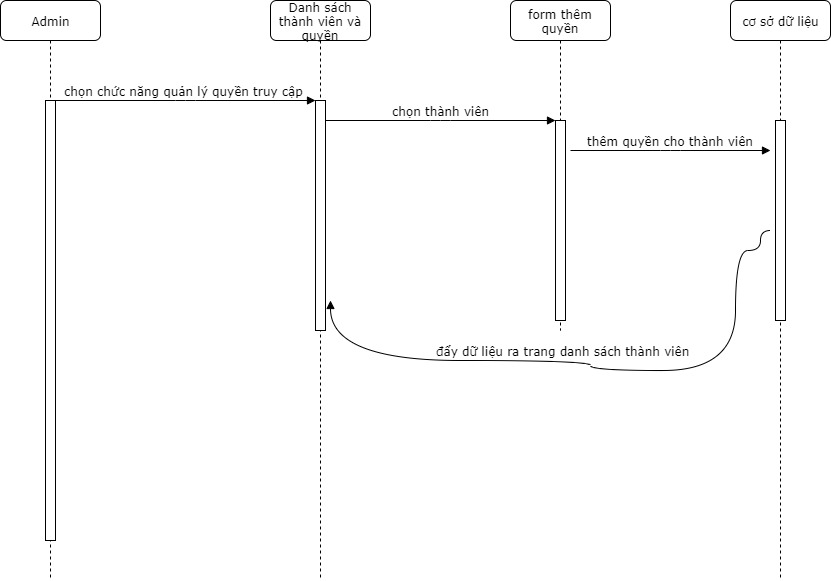 Admin
Danh sách
thành viên và
quyền
form thêm
quyền
cơ sở dữ liệu
chọn chức năng quản lý quyền truy cập
chọn thành viên
thêm quyền cho thành viên
đẩy dữ liệu ra trang danh sách thành viên